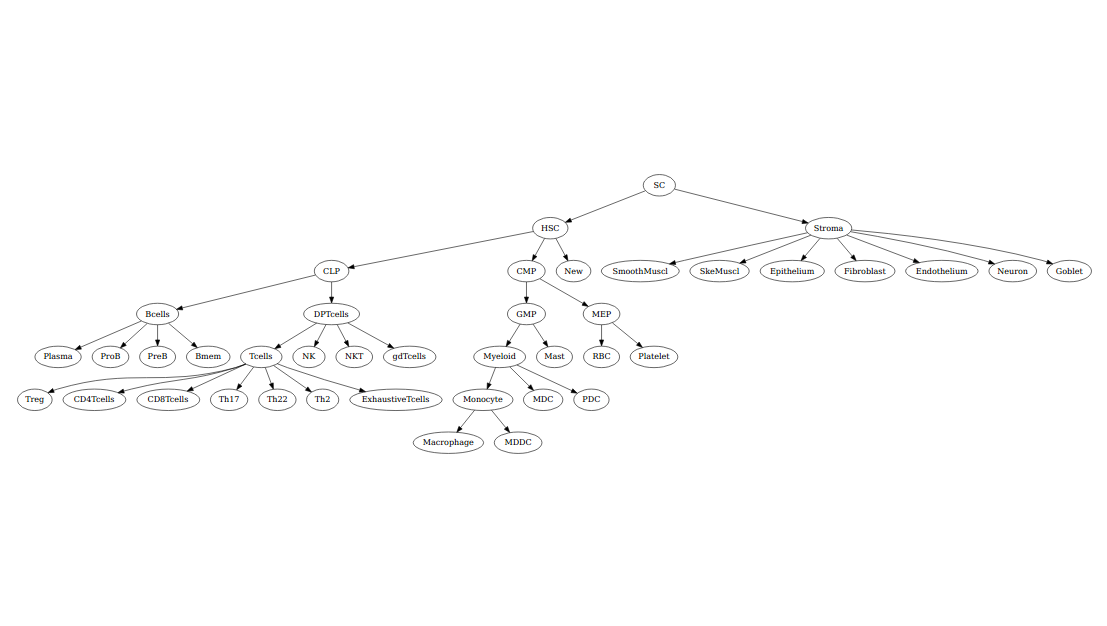 SC
HSC
Stroma
CLP
CMP
New
SmoothMuscl
SkeMuscl
Epithelium
Fibroblast
Endothelium
Neuron
Goblet
Bcells
DPTcells
GMP
MEP
Plasma
ProB
PreB
Bmem
Tcells
NK
NKT
gdTcells
Myeloid
Mast
RBC
Platelet
Treg
CD4Tcells
CD8Tcells
Th17
Th22
Th2
ExhaustiveTcells
Monocyte
MDC
PDC
Macrophage
MDDC